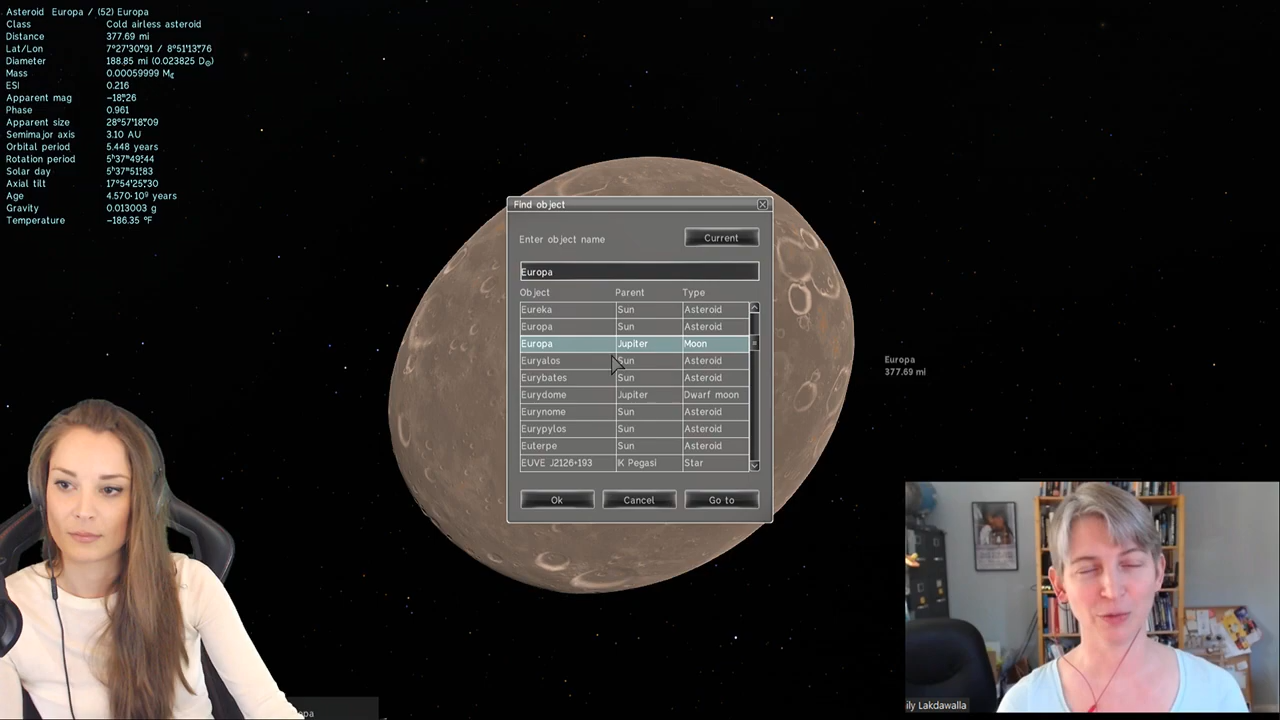 Asteroid Europa / (52) Europa
Class Cold airless asteroid
Distance 377.69 mi
Lat/Lon 7°27'30"91 / 8°51'13"76
Diameter 188.85 mi (0.023825 D⊕)
Mass 0.00059999 M☾
ESI 0.216
Apparent mag -18m26
Phase 0.961
Apparent size 28°57'18"09
Semimajor axis 3.10 AU
Orbital period 5.448 years
Rotation period 5h37m49s44
Solar day 5h37m51s83
Axial tilt 17°54'25"30
Age 4.570·10⁹ years
Gravity 0.013003 g
Temperature -186.35 °F
Find object
Enter object name Current
Europa
Object Parent Type
Eureka Sun Asteroid
Europa Sun Asteroid
Europa Jupiter Moon
Euryalos Sun Asteroid
Eurybates Sun Asteroid
Eurydome Jupiter Dwarf moon
Eurynome Sun Asteroid
Eurypylos Sun Asteroid
Euterpe Sun Asteroid
EUVE J2126+193 IK Pegasi Star
Ok Cancel Go to
Europa
377.69 mi
opa
ily Lakdawalla